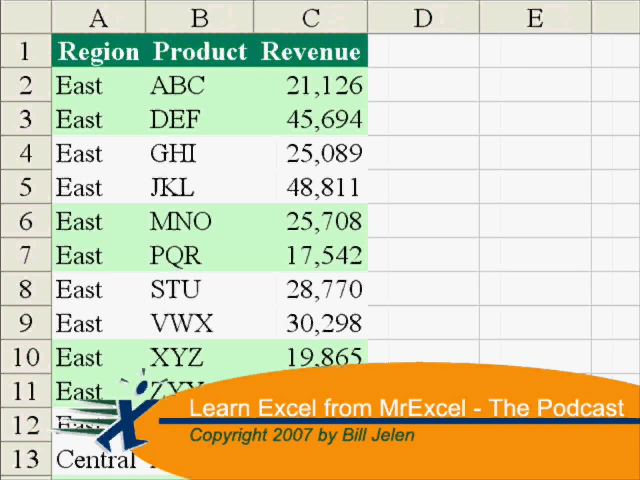 A B C D E
1 Region Product Revenue
2 East ABC 21,126
3 East DEF 45,694
4 East GHI 25,089
5 East JKL 48,811
6 East MNO 25,708
7 East PQR 17,542
8 East STU 28,770
9 East VWX 30,298
10 East XYZ 19,865
11 East
12 East
13 Central
Learn Excel from MrExcel - The Podcast
Copyright 2007 by Bill Jelen